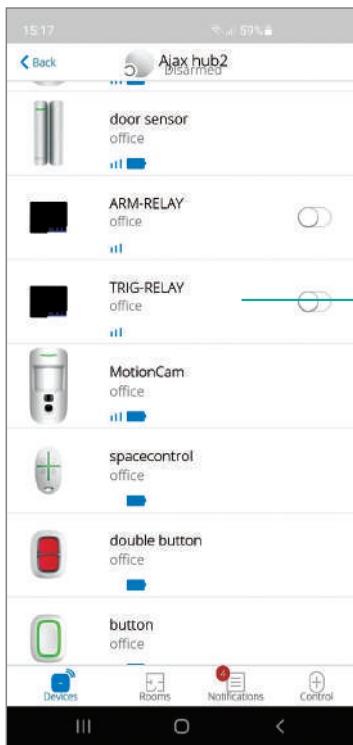 15:17 59%
Back
Ajax hub2
Disarmed
door sensor
office
ARM-RELAY
office
TRIG-RELAY
office
MotionCam
office
spacecontrol
office
double button
office
button
office
4
Devices Rooms Notifications Control